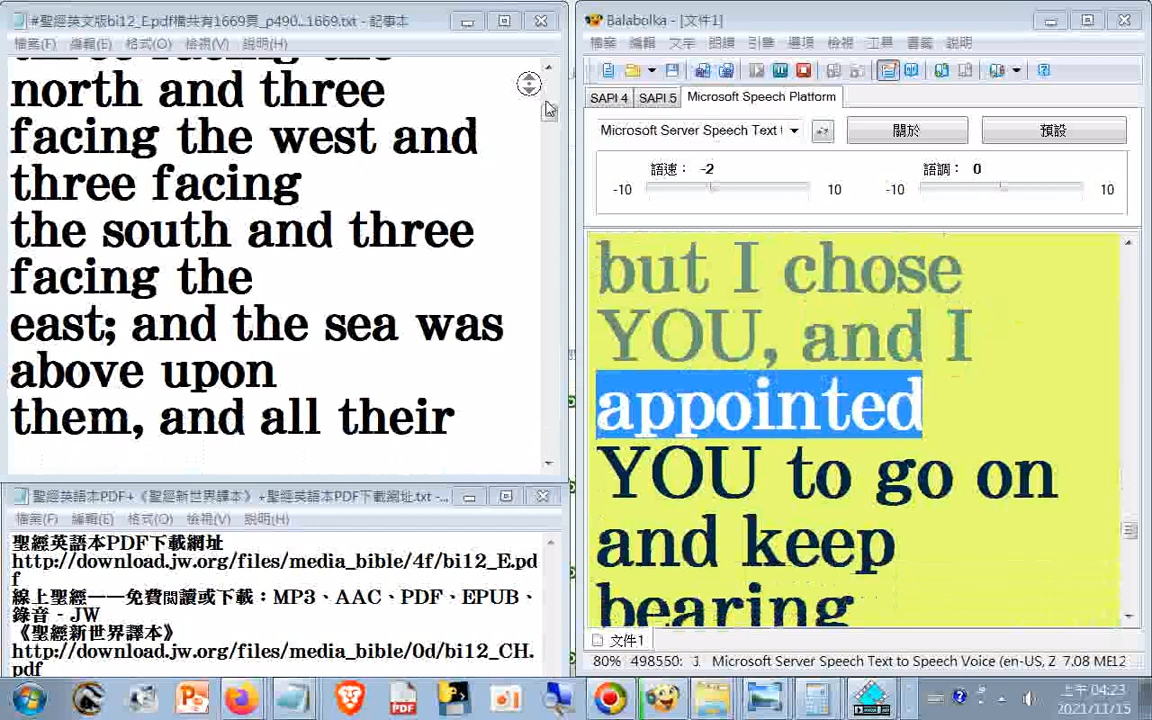 #聖經英文版bi12_E.pdf檔共有1669頁_p490...1669.txt - 記事本
檔案(F) 編輯(E) 格式(O) 檢視(V) 說明(H)
three facing the
north and three
facing the west and
three facing
the south and three
facing the
east; and the sea was
above upon
them, and all their
聖經英語本PDF+《聖經新世界譯本》+聖經英語本PDF下載網址.txt - ...
檔案(F) 編輯(E) 格式(O) 檢視(V) 說明(H)
聖經英語本PDF下載網址
http://download.jw.org/files/media_bible/4f/bi12_E.pd
f
線上聖經——免費閱讀或下載：MP3、AAC、PDF、EPUB、
錄音 - JW
《聖經新世界譯本》
http://download.jw.org/files/media_bible/0d/bi12_CH.
pdf
Balabolka - [文件1]
檔案 編輯 文字 朗讀 引擎 選項 檢視 工具 書籤 說明
SAPI 4 SAPI 5 Microsoft Speech Platform
Microsoft Server Speech Text 關於 預設
語速： -2 語調： 0
-10 10 -10 10
but I chose
YOU, and I
appointed
YOU to go on
and keep
bearing
文件1
80% 498550: Microsoft Server Speech Text to Speech Voice (en-US, Z 7.08 ME12
上午 04:23
2021/11/15